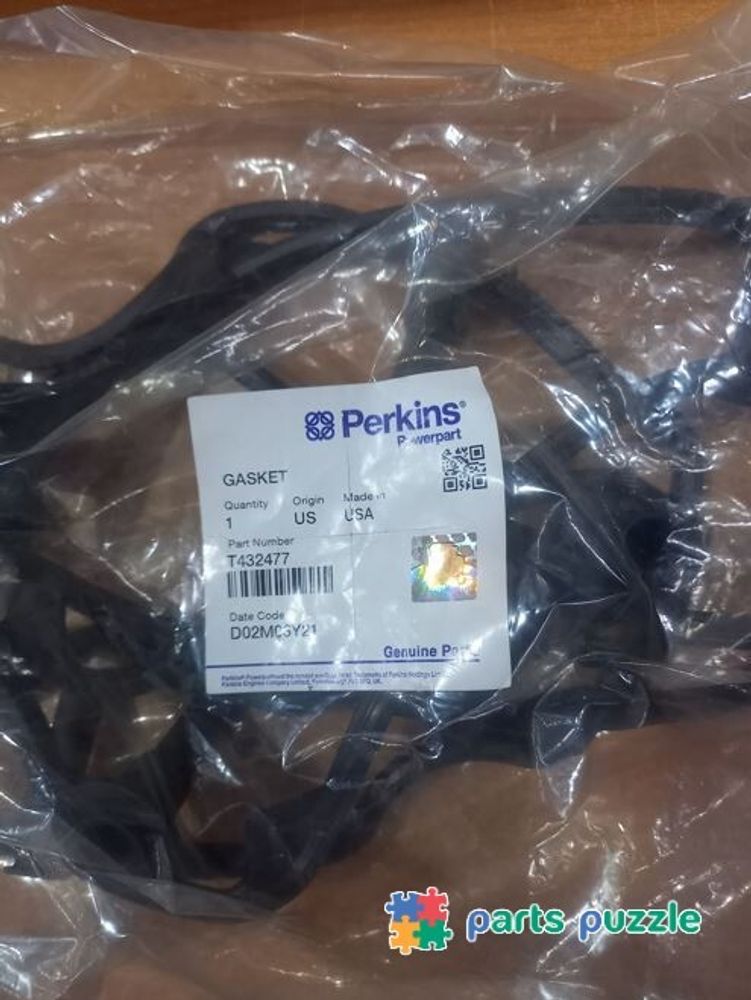 Perkins®
Powerpart
GASKET
Quantity Origin Made in
1 US USA
Part Number
T432477
Date Code
D02M03Y21
Genuine Parts
parts puzzle